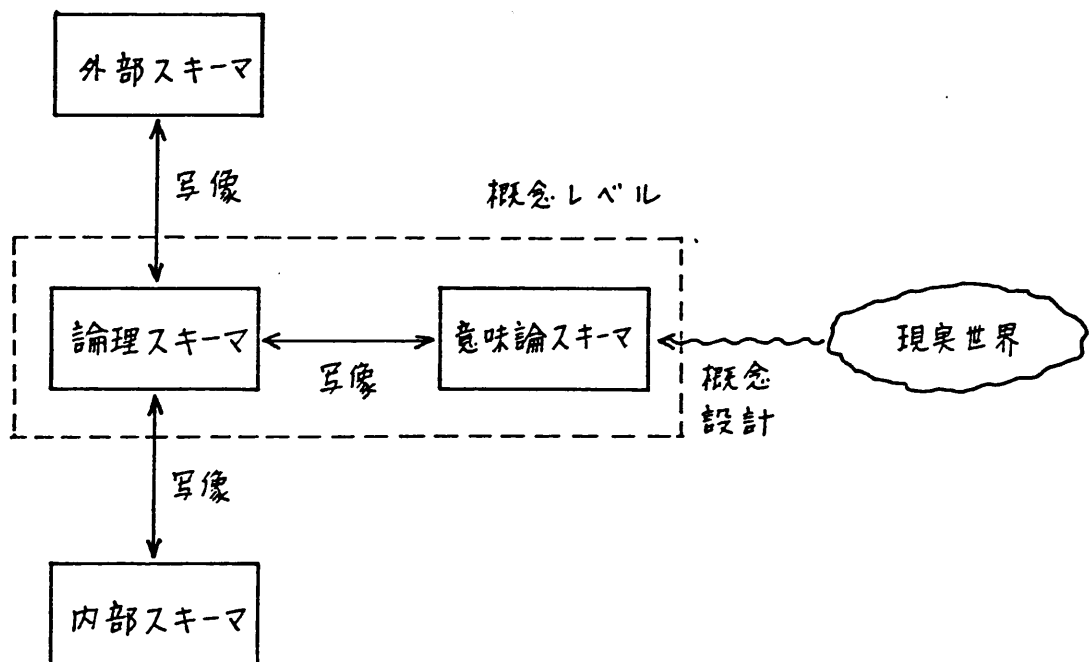 外部スキーマ
写像
概念レベル
論理スキーマ
写像
意味論スキーマ
概念
設計
現実世界
写像
内部スキーマ